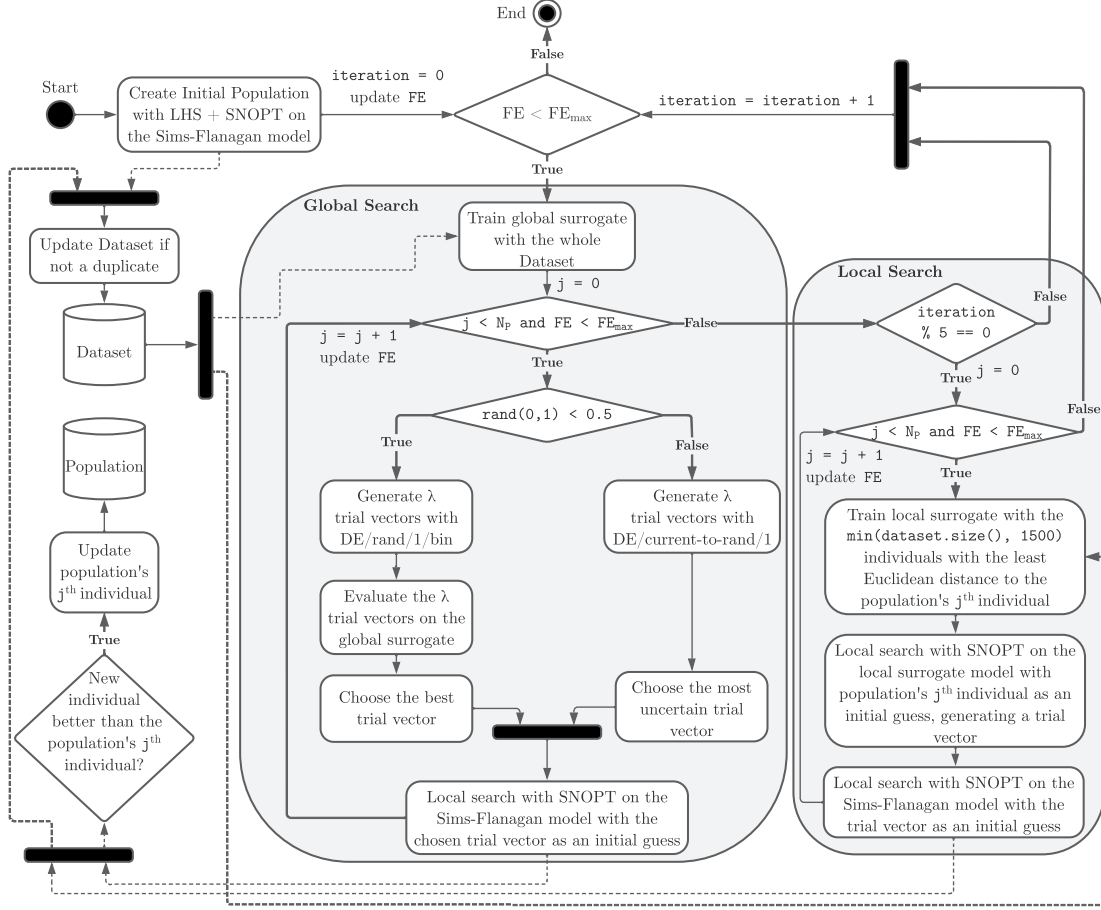 End
False
Start
Create Initial Population
with LHS + SNOPT on
the Sims-Flanagan model
iteration = 0
update FE
FE < FEmax
iteration = iteration + 1
True
Global Search
Train global surrogate
with the whole
Dataset
j = 0
Update Dataset if
not a duplicate
Dataset
j = j + 1
update FE
j < NP and FE < FEmax
False
True
rand(0,1) < 0.5
True
False
Generate λ
trial vectors with
DE/rand/1/bin
Generate λ
trial vectors with
DE/current-to-rand/1
Evaluate the λ
trial vectors on the
global surrogate
Choose the best
trial vector
Choose the most
uncertain trial
vector
Local search with SNOPT on the
Sims-Flanagan model with the
chosen trial vector as an initial guess
Local Search
iteration
% 5 == 0
False
True
j = 0
j < NP and FE < FEmax
False
j = j + 1
update FE
True
Train local surrogate with the
min(dataset.size(), 1500)
individuals with the least
Euclidean distance to the
population's jth individual
Local search with SNOPT on the
local surrogate model with
population's jth individual as an
initial guess, generating a trial
vector
Local search with SNOPT on the
Sims-Flanagan model with the
trial vector as an initial guess
Population
Update
population's
jth individual
True
New
individual
better than the
population's jth
individual?